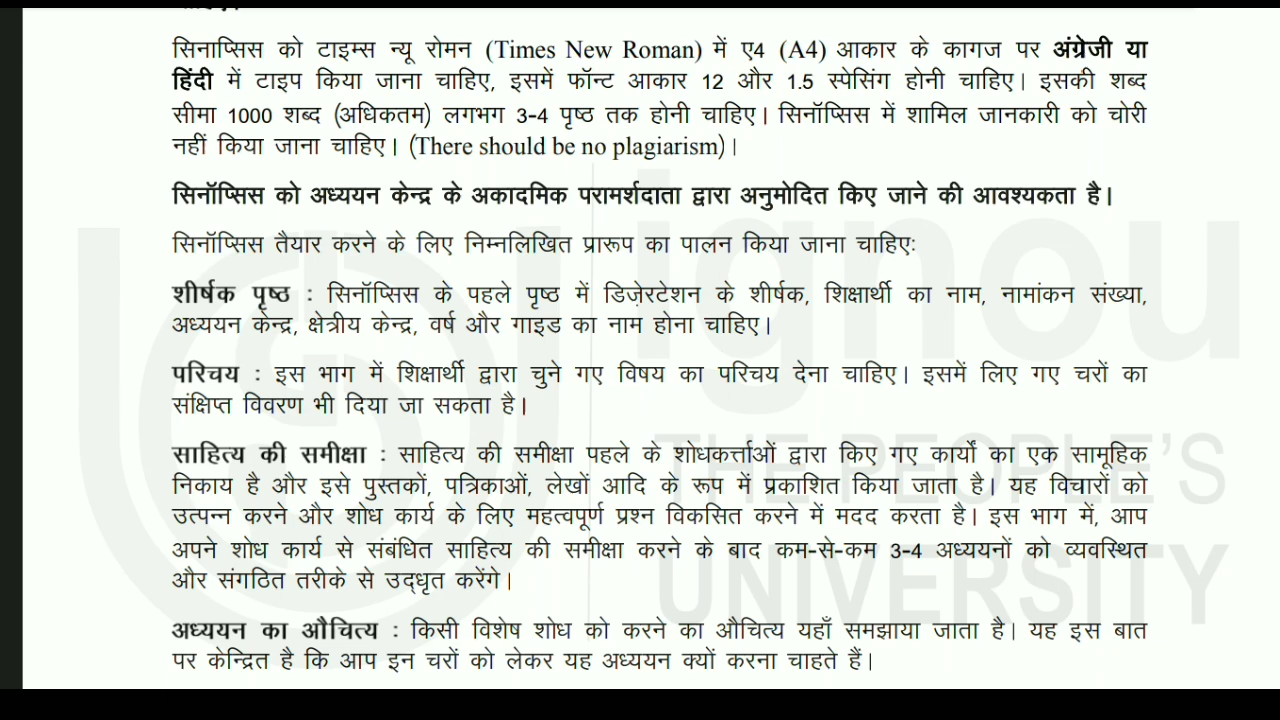 सिनाप्सिस को टाइम्स न्यू रोमन (Times New Roman) में ए4 (A4) आकार के कागज पर अंग्रेजी या
हिंदी में टाइप किया जाना चाहिए, इसमें फॉन्ट आकार 12 और 1.5 स्पेसिंग होनी चाहिए। इसकी शब्द
सीमा 1000 शब्द (अधिकतम) लगभग 3-4 पृष्ठ तक होनी चाहिए। सिनॉप्सिस में शामिल जानकारी को चोरी
नहीं किया जाना चाहिए। (There should be no plagiarism)।
सिनॉप्सिस को अध्ययन केन्द्र के अकादमिक परामर्शदाता द्वारा अनुमोदित किए जाने की आवश्यकता है।
सिनॉप्सिस तैयार करने के लिए निम्नलिखित प्रारूप का पालन किया जाना चाहिएः
शीर्षक पृष्ठ : सिनॉप्सिस के पहले पृष्ठ में डिज़ेरटेशन के शीर्षक, शिक्षार्थी का नाम, नामांकन संख्या,
अध्ययन केन्द्र, क्षेत्रीय केन्द्र, वर्ष और गाइड का नाम होना चाहिए।
परिचय : इस भाग में शिक्षार्थी द्वारा चुने गए विषय का परिचय देना चाहिए। इसमें लिए गए चरों का
संक्षिप्त विवरण भी दिया जा सकता है।
साहित्य की समीक्षा : साहित्य की समीक्षा पहले के शोधकर्त्ताओं द्वारा किए गए कार्यों का एक सामूहिक
निकाय है और इसे पुस्तकों, पत्रिकाओं, लेखों आदि के रूप में प्रकाशित किया जाता है। यह विचारों को
उत्पन्न करने और शोध कार्य के लिए महत्वपूर्ण प्रश्न विकसित करने में मदद करता है। इस भाग में, आप
अपने शोध कार्य से संबंधित साहित्य की समीक्षा करने के बाद कम-से-कम 3-4 अध्ययनों को व्यवस्थित
और संगठित तरीके से उद्धृत करेंगे।
अध्ययन का औचित्य : किसी विशेष शोध को करने का औचित्य यहाँ समझाया जाता है। यह इस बात
पर केन्द्रित है कि आप इन चरों को लेकर यह अध्ययन क्यों करना चाहते हैं।
ignou
THE PEOPLE'S
UNIVERSITY